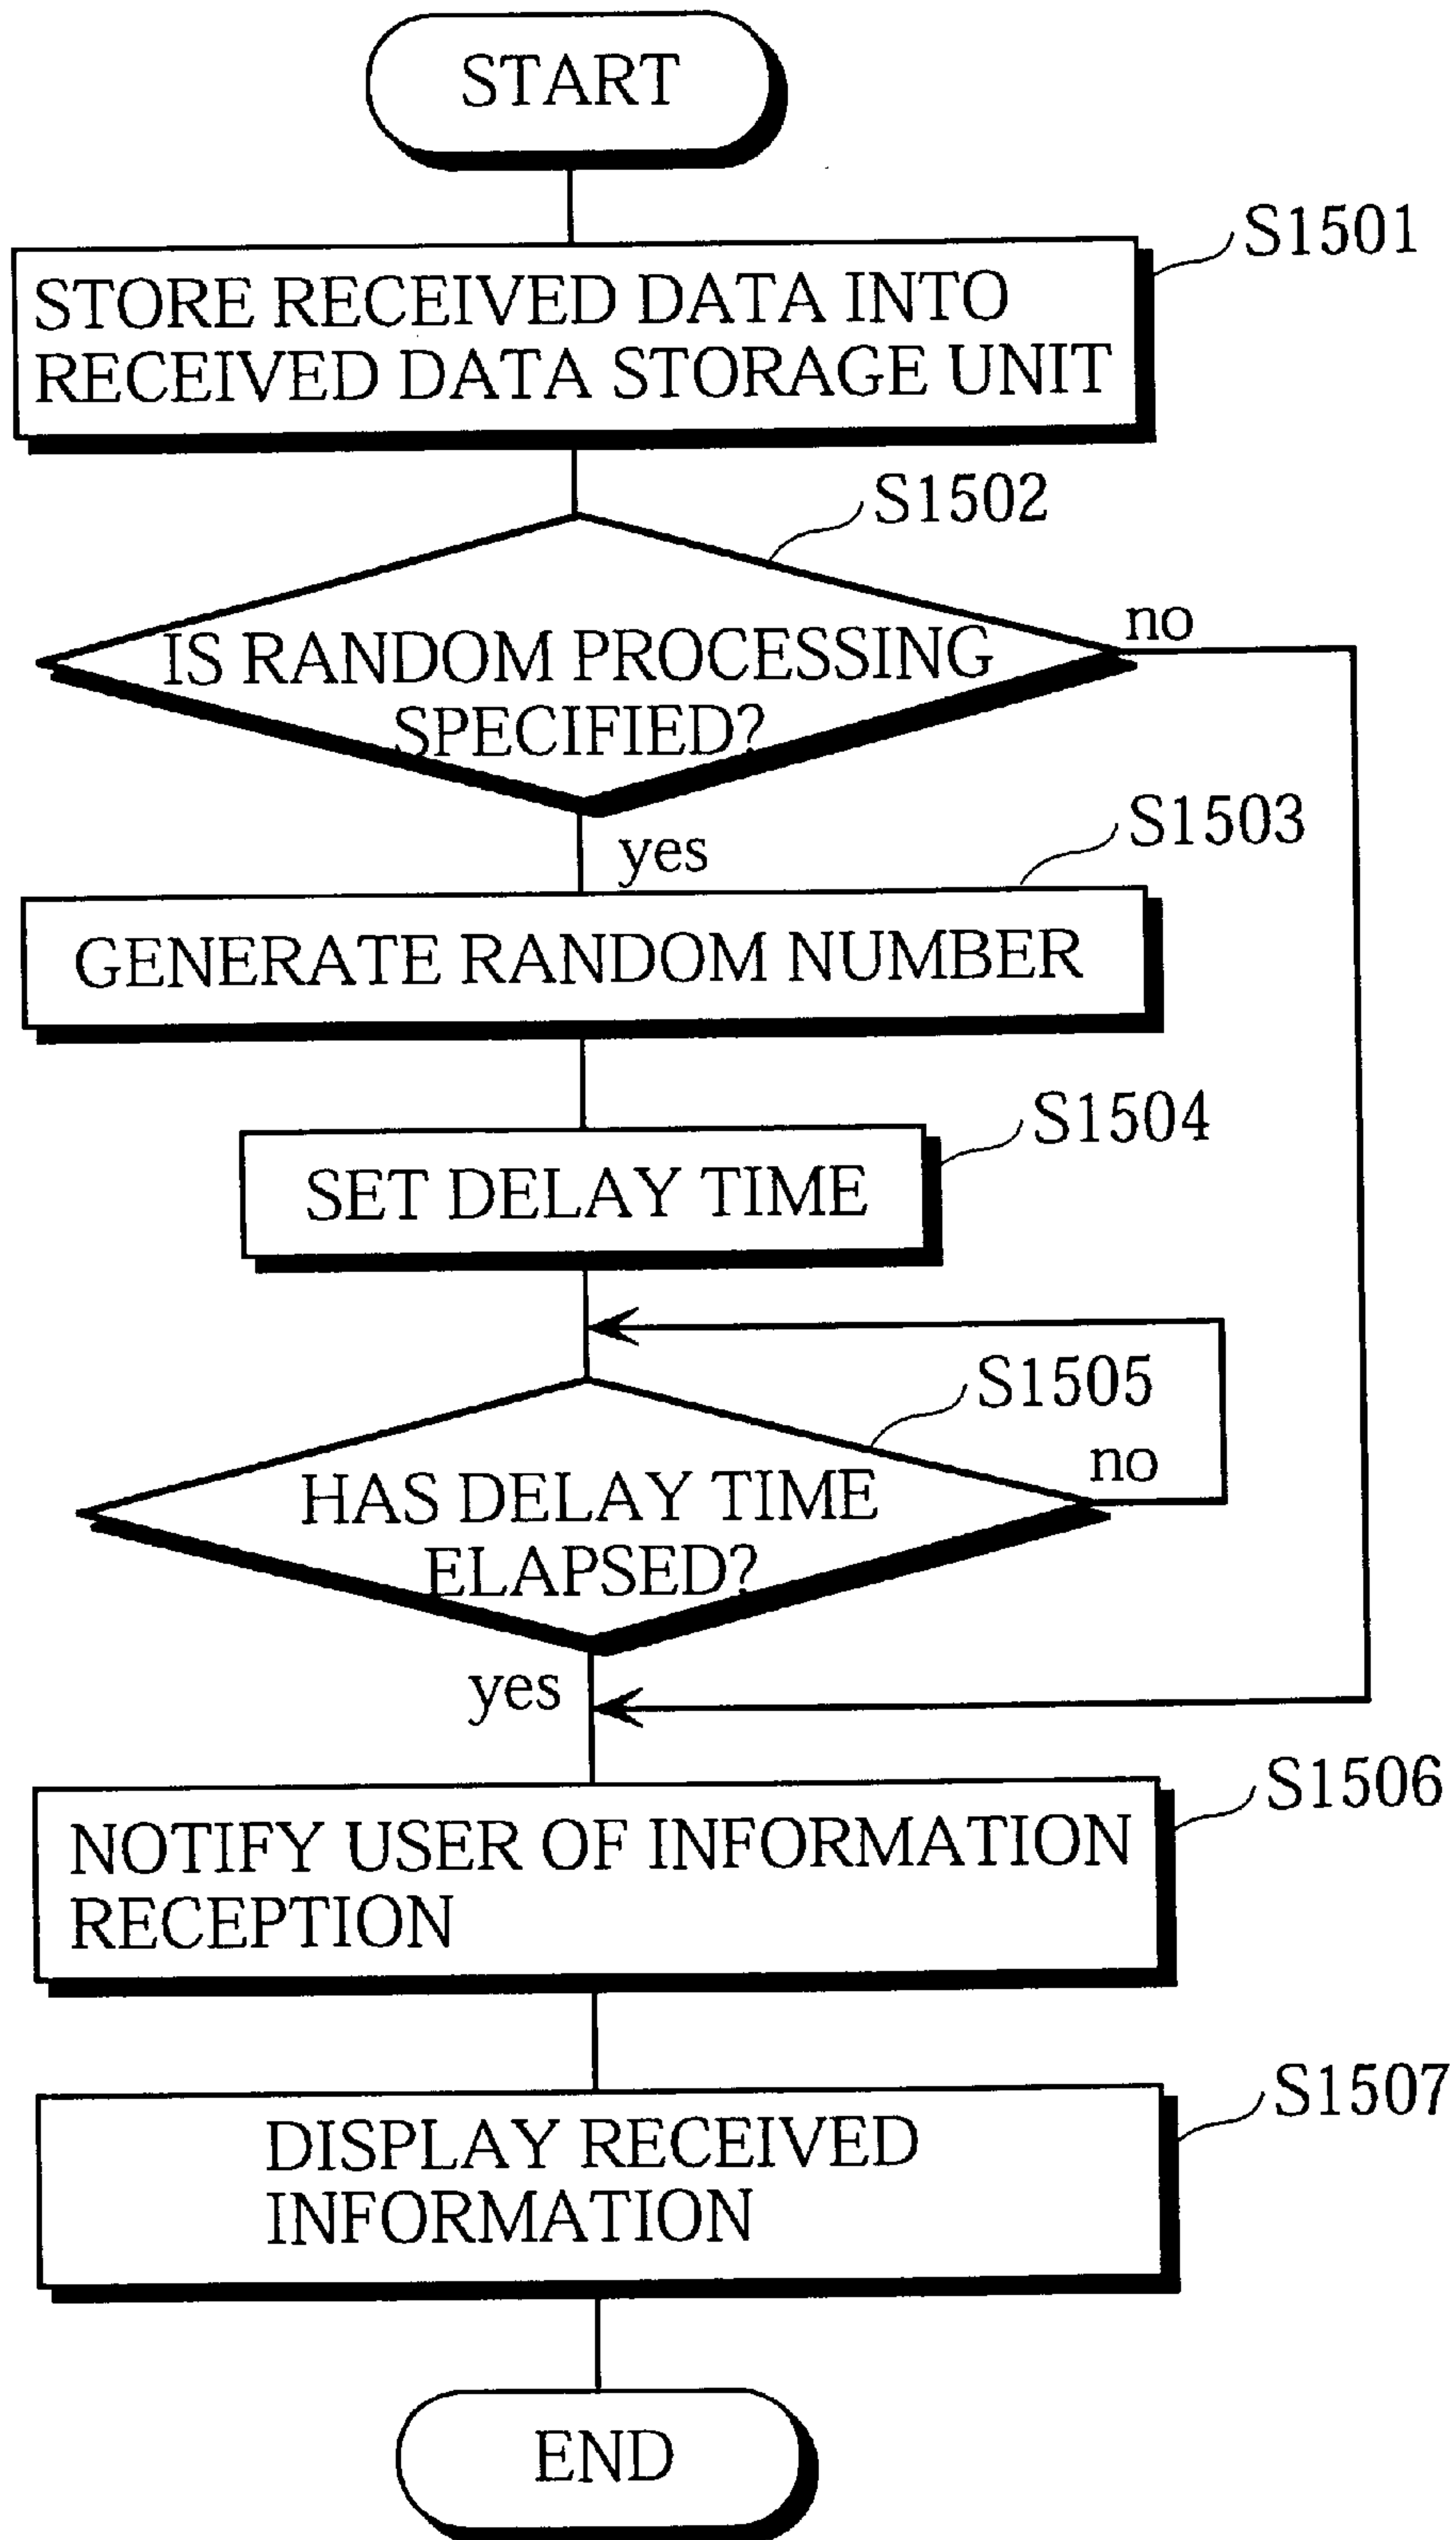 START
S1501
STORE RECEIVED DATA INTO
RECEIVED DATA STORAGE UNIT
S1502
IS RANDOM PROCESSING
SPECIFIED?
no
yes
S1503
GENERATE RANDOM NUMBER
S1504
SET DELAY TIME
S1505
HAS DELAY TIME
ELAPSED?
no
yes
S1506
NOTIFY USER OF INFORMATION
RECEPTION
S1507
DISPLAY RECEIVED
INFORMATION
END